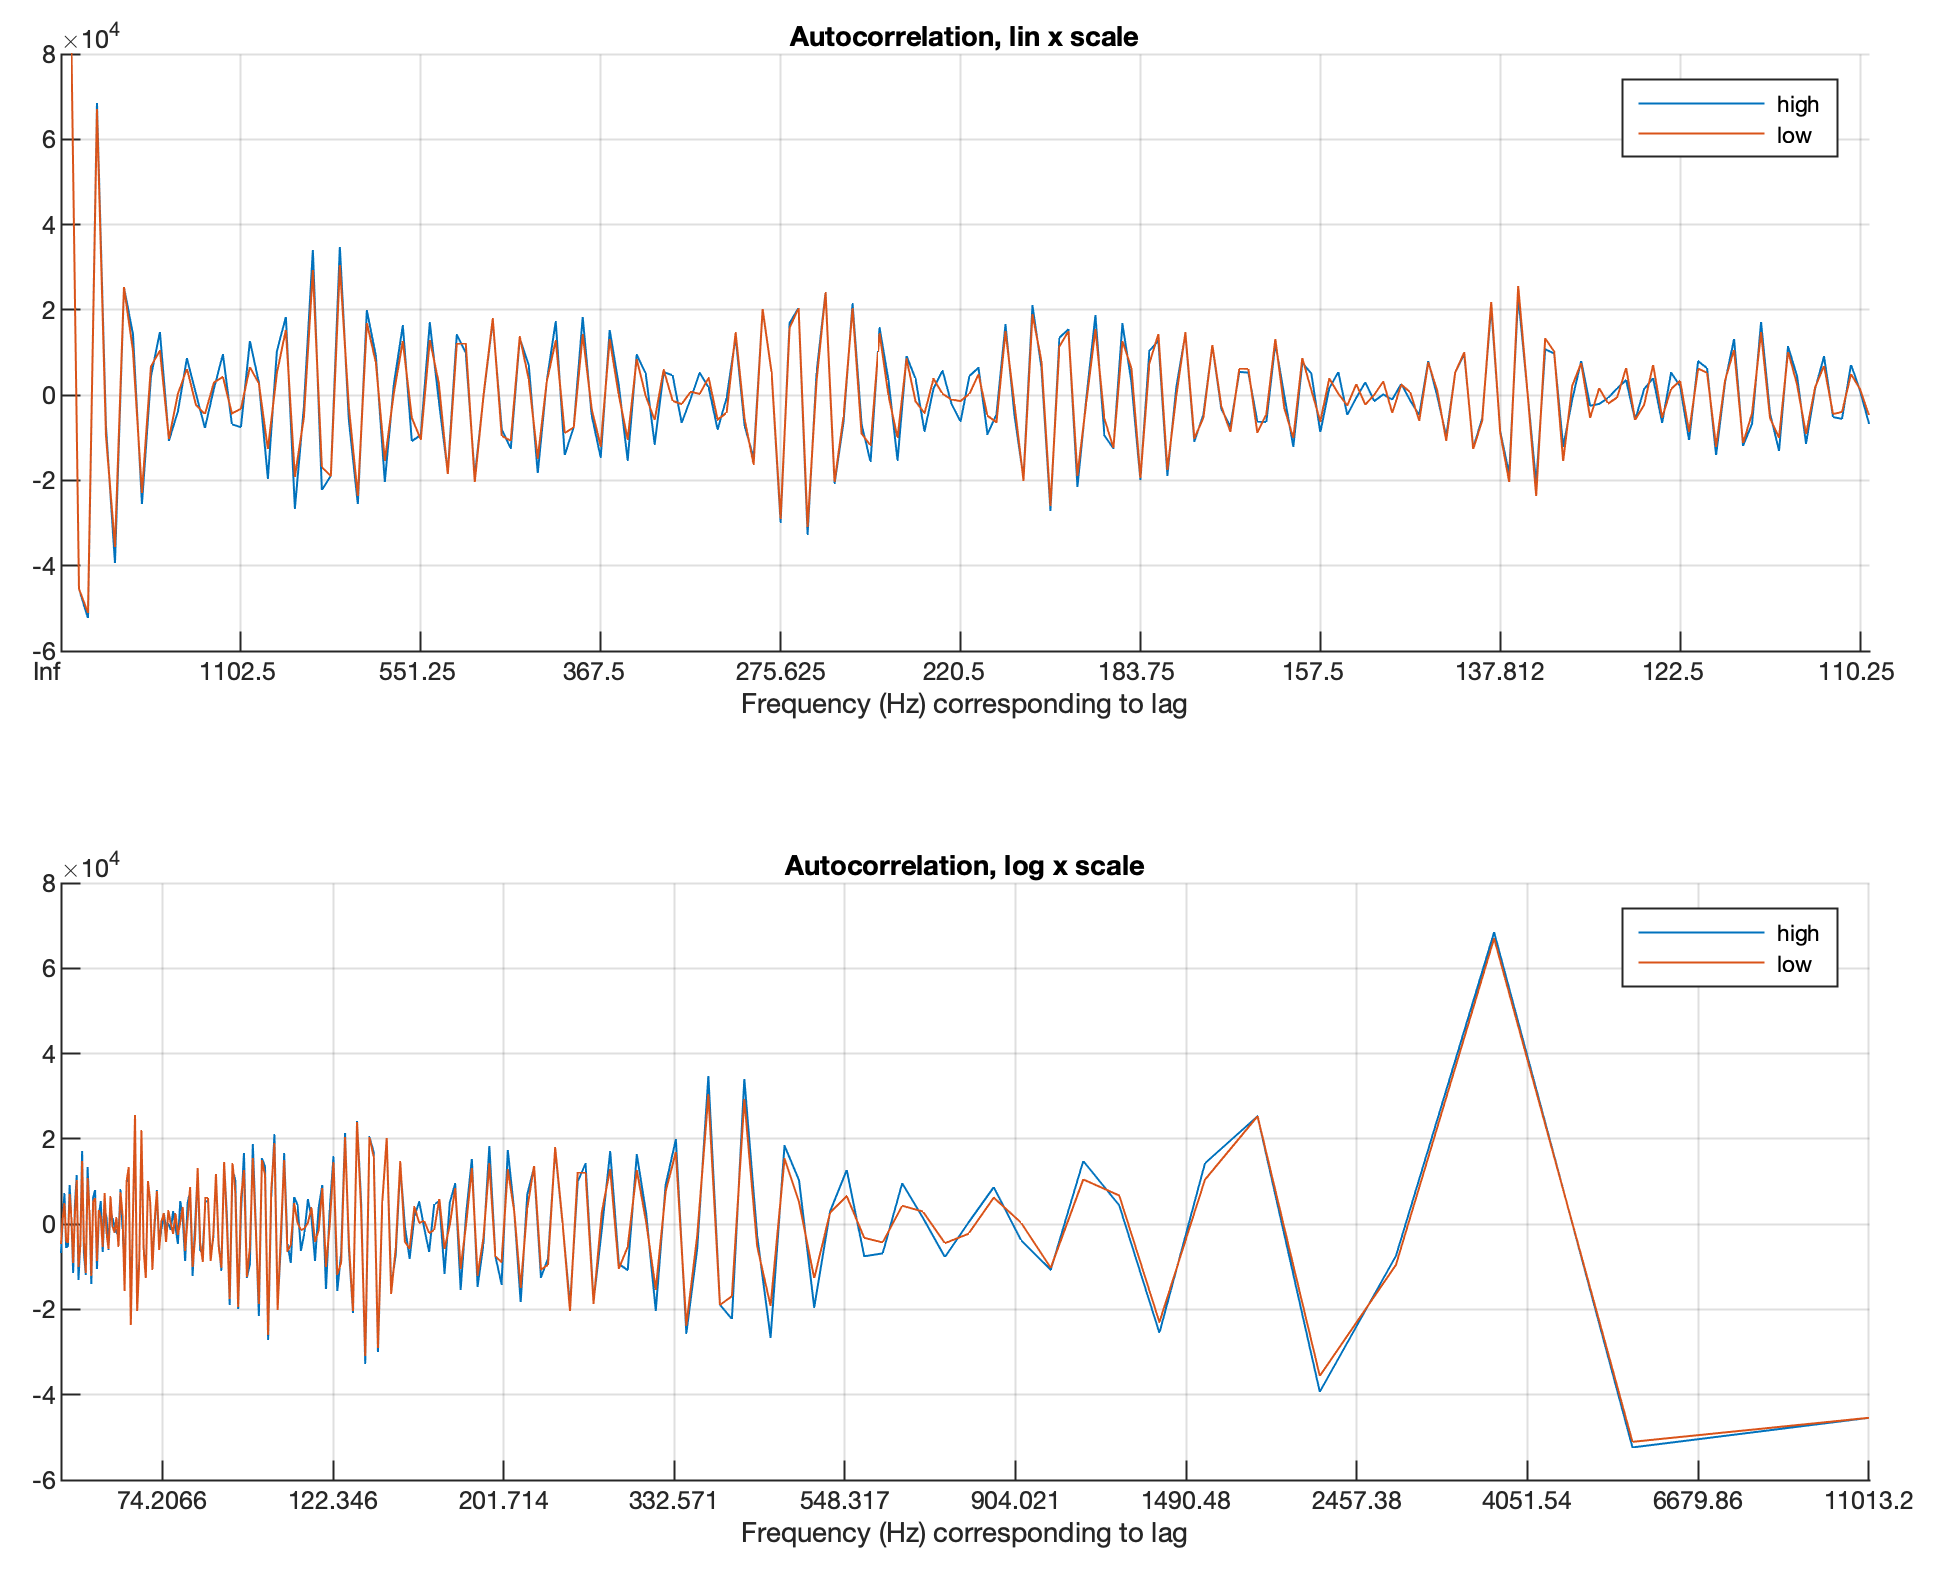 Autocorrelation, lin x scale
×10⁴
8
6
4
2
0
-2
-4
-6
high
low
Inf 1102.5 551.25 367.5 275.625 220.5 183.75 157.5 137.812 122.5 110.25
Frequency (Hz) corresponding to lag
Autocorrelation, log x scale
×10⁴
8
6
4
2
0
-2
-4
-6
high
low
74.2066 122.346 201.714 332.571 548.317 904.021 1490.48 2457.38 4051.54 6679.86 11013.2
Frequency (Hz) corresponding to lag